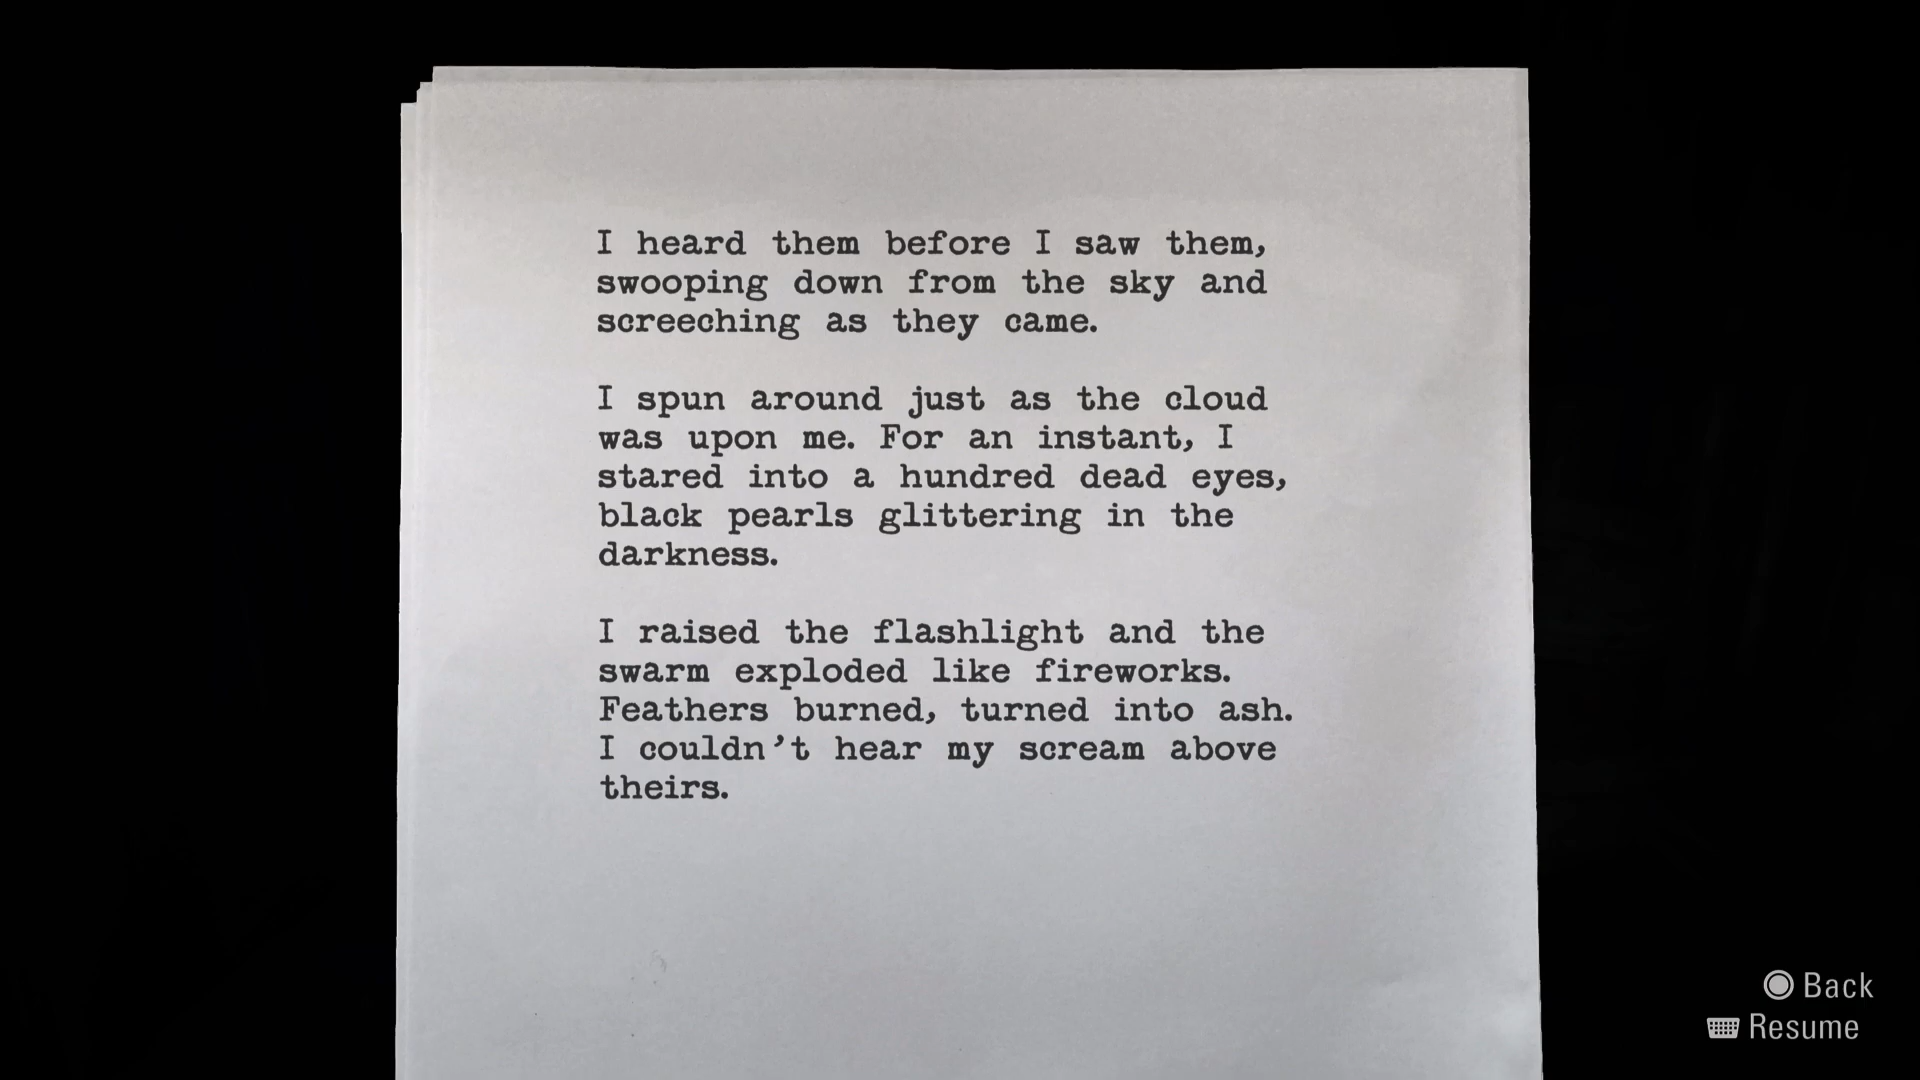 I heard them before I saw them,
swooping down from the sky and
screeching as they came.
I spun around just as the cloud
was upon me. For an instant, I
stared into a hundred dead eyes,
black pearls glittering in the
darkness.
I raised the flashlight and the
swarm exploded like fireworks.
Feathers burned, turned into ash.
I couldn’t hear my scream above
theirs.
Back
Resume